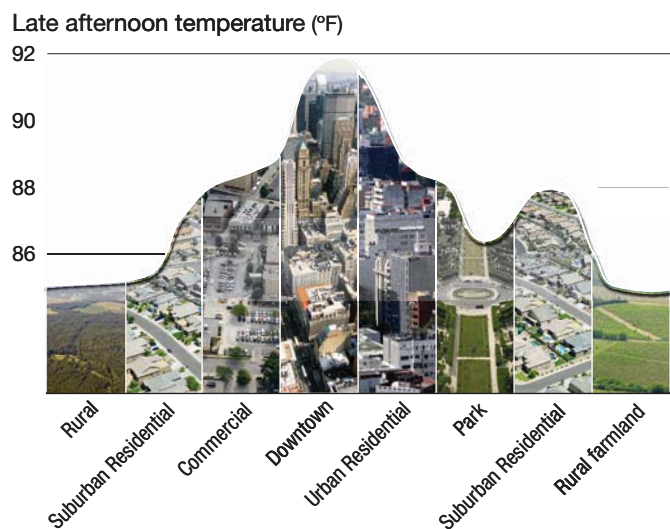 Late afternoon temperature (ºF)
92
90
88
86
Rural
Suburban Residential
Commercial
Downtown
Urban Residential
Park
Suburban Residential
Rural farmland